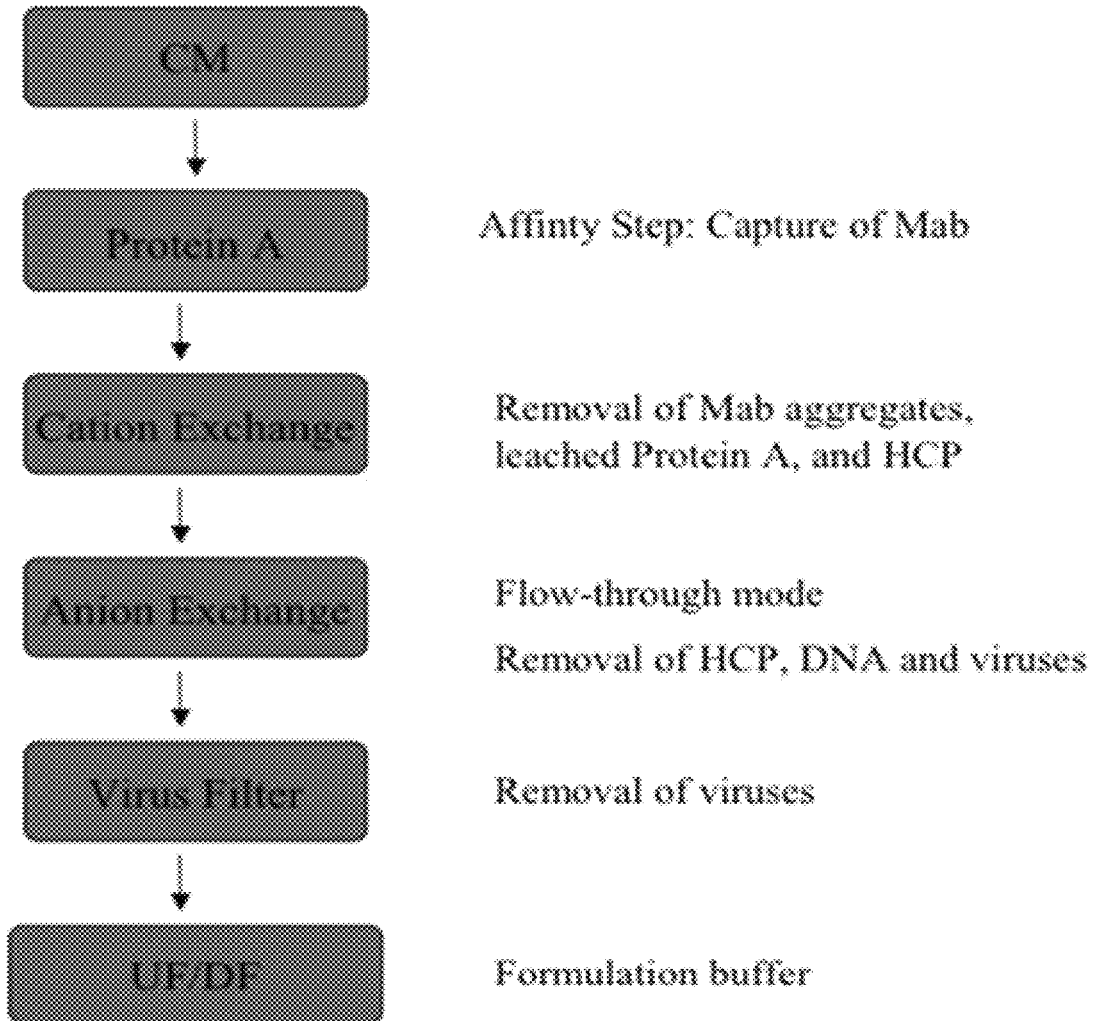 CM
Protein A
Affinty Step: Capture of Mab
Cation Exchange
Removal of Mab aggregates,
leached Protein A, and HCP
Anion Exchange
Flow-through mode
Removal of HCP, DNA and viruses
Virus Filter
Removal of viruses
UF/DF
Formulation buffer